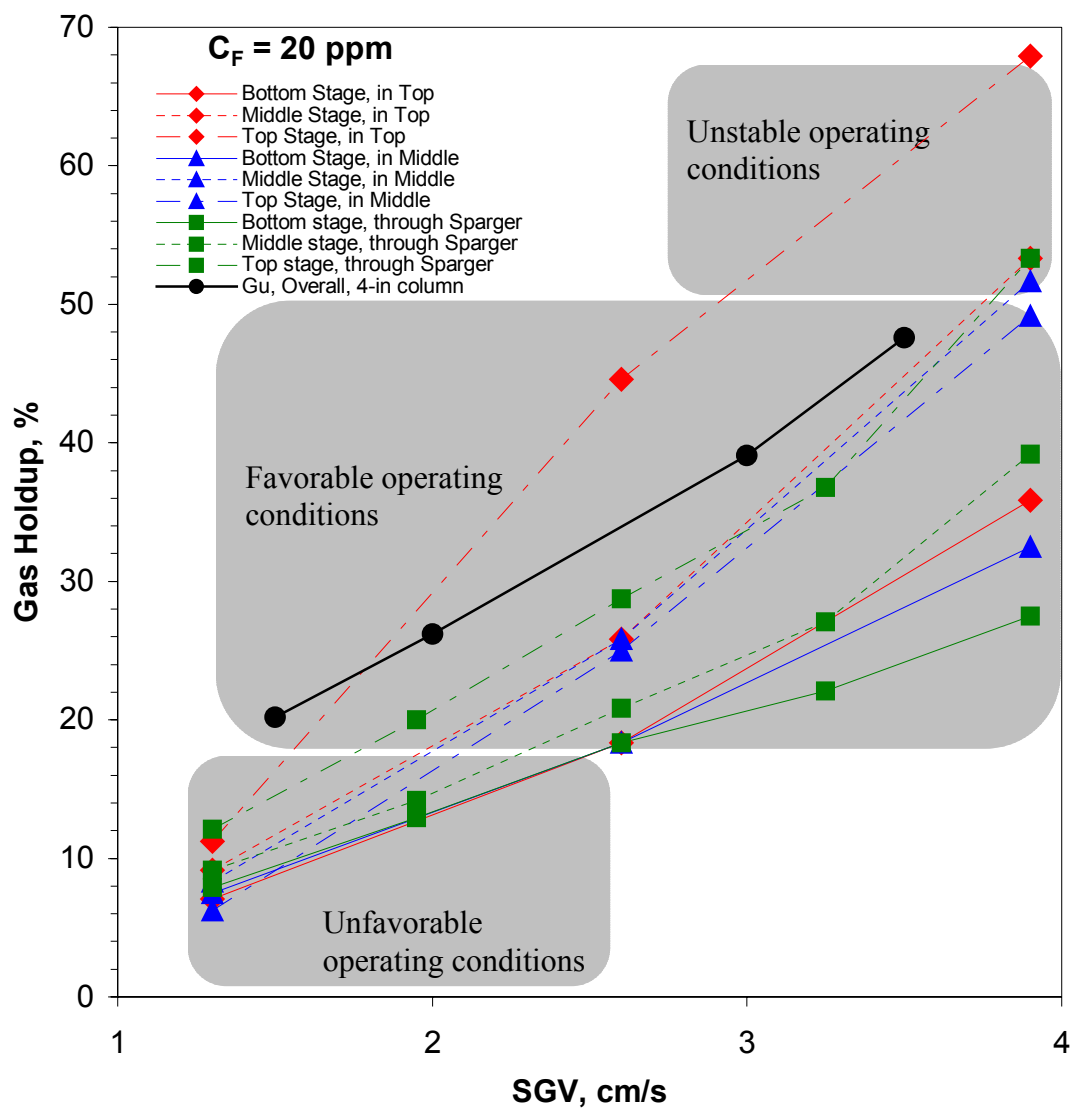 70
60
50
40
30
20
10
0
Gas Holdup, %
C_F = 20 ppm
Bottom Stage, in Top
Middle Stage, in Top
Top Stage, in Top
Bottom Stage, in Middle
Middle Stage, in Middle
Top Stage, in Middle
Bottom stage, through Sparger
Middle stage, through Sparger
Top stage, through Sparger
Gu, Overall, 4-in column
Unstable operating
conditions
Favorable operating
conditions
Unfavorable
operating conditions
1 2 3 4
SGV, cm/s